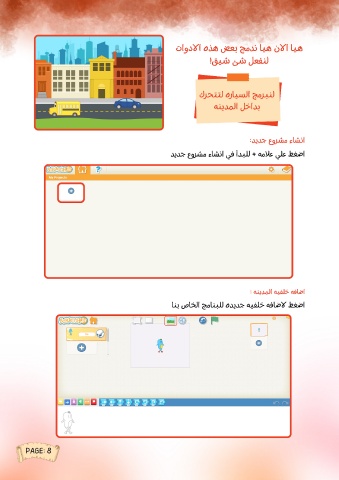 هيا الان هيا ندمج بعض هذه الادوات
لنفعل شئ شيق!
لنبرمج السياره لتتحرك
بداخل المدينه
انشاء مشروع جديد:
اضغط علي علامه + للبدأ في انشاء مشروع جديد
My Projects
اضافه خلفيه المدينه :
اضغط لاضافه خلفيه جديده للبنامج الخاص بنا
PAGE: 8